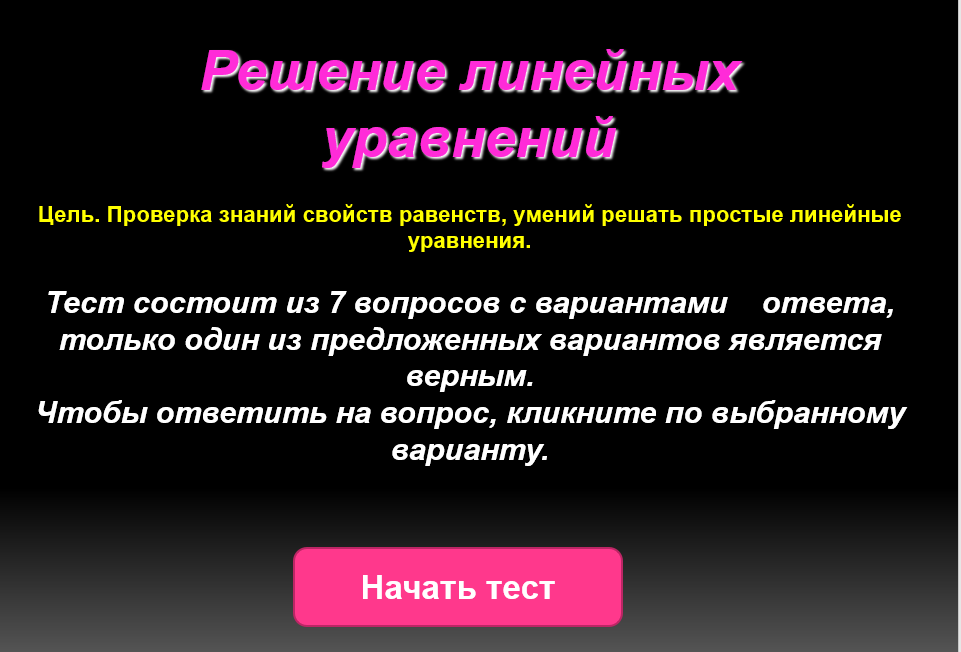 Решение линейных
уравнений
Цель. Проверка знаний свойств равенств, умений решать простые линейные
уравнения.
Тест состоит из 7 вопросов с вариантами ответа,
только один из предложенных вариантов является
верным.
Чтобы ответить на вопрос, кликните по выбранному
варианту.
Начать тест